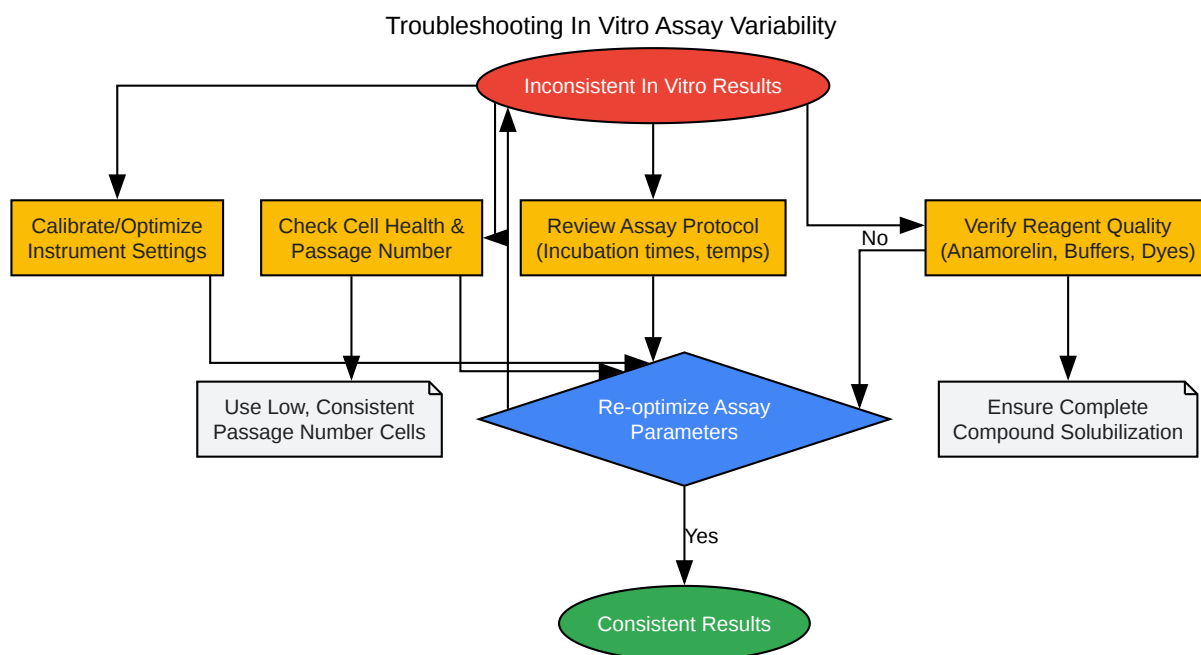 Troubleshooting In Vitro Assay Variability
Inconsistent In Vitro Results
Calibrate/Optimize
Instrument Settings
Check Cell Health &
Passage Number
Review Assay Protocol
(Incubation times, temps)
No
Verify Reagent Quality
(Anamorelin, Buffers, Dyes)
Use Low, Consistent
Passage Number Cells
Re-optimize Assay
Parameters
Ensure Complete
Compound Solubilization
Yes
Consistent Results